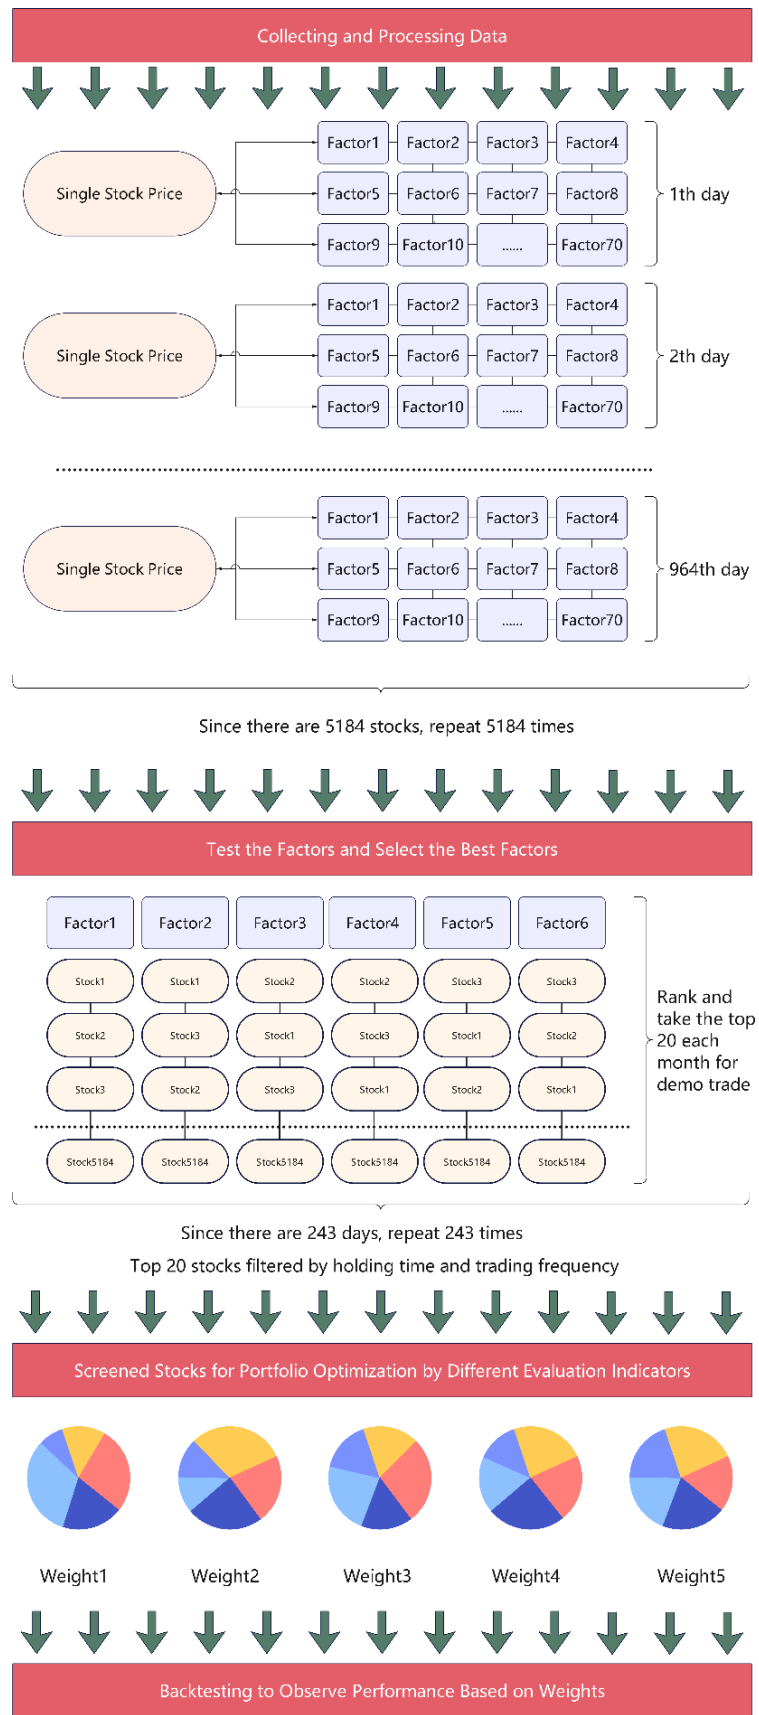 Collecting and Processing Data
Factor1 Factor2 Factor3 Factor4
Single Stock Price Factor5 Factor6 Factor7 Factor8 1th day
Factor9 Factor10 ...... Factor70
Factor1 Factor2 Factor3 Factor4
Single Stock Price Factor5 Factor6 Factor7 Factor8 2th day
Factor9 Factor10 ...... Factor70
Factor1 Factor2 Factor3 Factor4
Single Stock Price Factor5 Factor6 Factor7 Factor8 964th day
Factor9 Factor10 ...... Factor70
Since there are 5184 stocks, repeat 5184 times
Test the Factors and Select the Best Factors
Factor1 Factor2 Factor3 Factor4 Factor5 Factor6
Stock1 Stock1 Stock2 Stock2 Stock3 Stock3
Stock2 Stock3 Stock1 Stock3 Stock1 Stock2
Stock3 Stock2 Stock3 Stock1 Stock2 Stock1
Stock5184 Stock5184 Stock5184 Stock5184 Stock5184 Stock5184
Rank and
take the top
20 each
month for
demo trade
Since there are 243 days, repeat 243 times
Top 20 stocks filtered by holding time and trading frequency
Screened Stocks for Portfolio Optimization by Different Evaluation Indicators
Weight1 Weight2 Weight3 Weight4 Weight5
Backtesting to Observe Performance Based on Weights